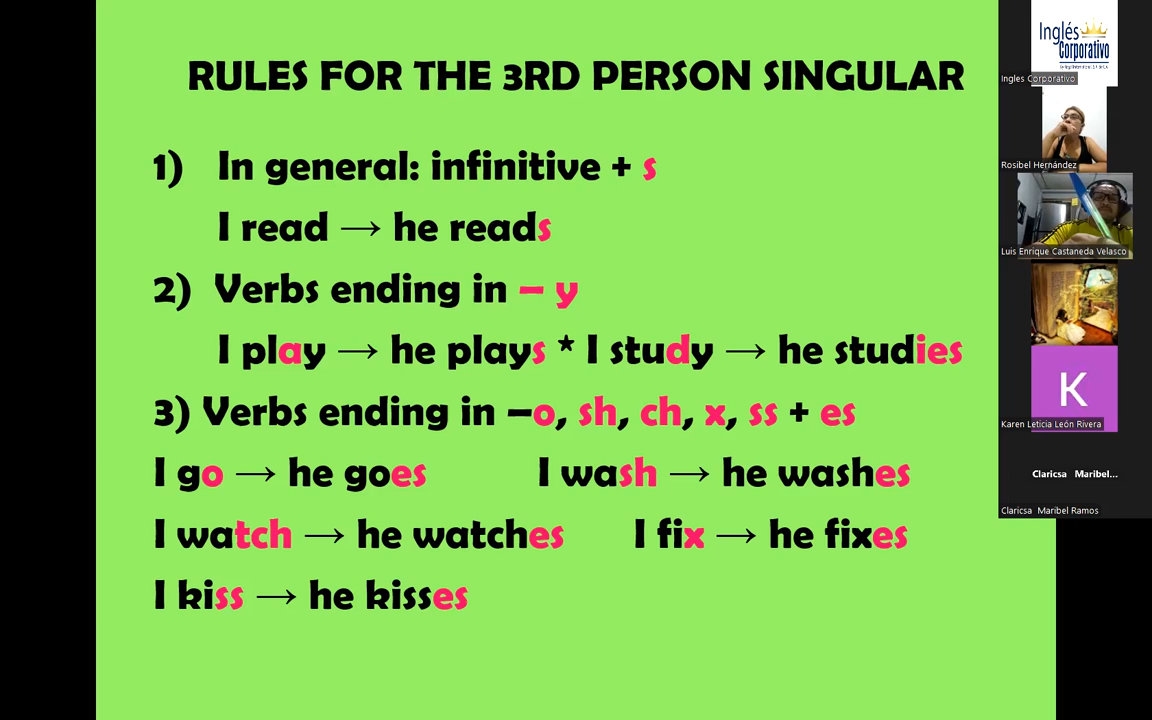 RULES FOR THE 3RD PERSON SINGULAR
1) In general: infinitive + s
I read → he reads
2) Verbs ending in – y
I play → he plays * I study → he studies
3) Verbs ending in –o, sh, ch, x, ss + es
I go → he goes I wash → he washes
I watch → he watches I fix → he fixes
I kiss → he kisses
Inglés
Corporativo
Ingles Corporativo
Rosibel Hernández
Luis Enrique Castaneda Velasco
K
Karen Leticia León Rivera
Claricsa Maribel...
Claricsa Maribel Ramos